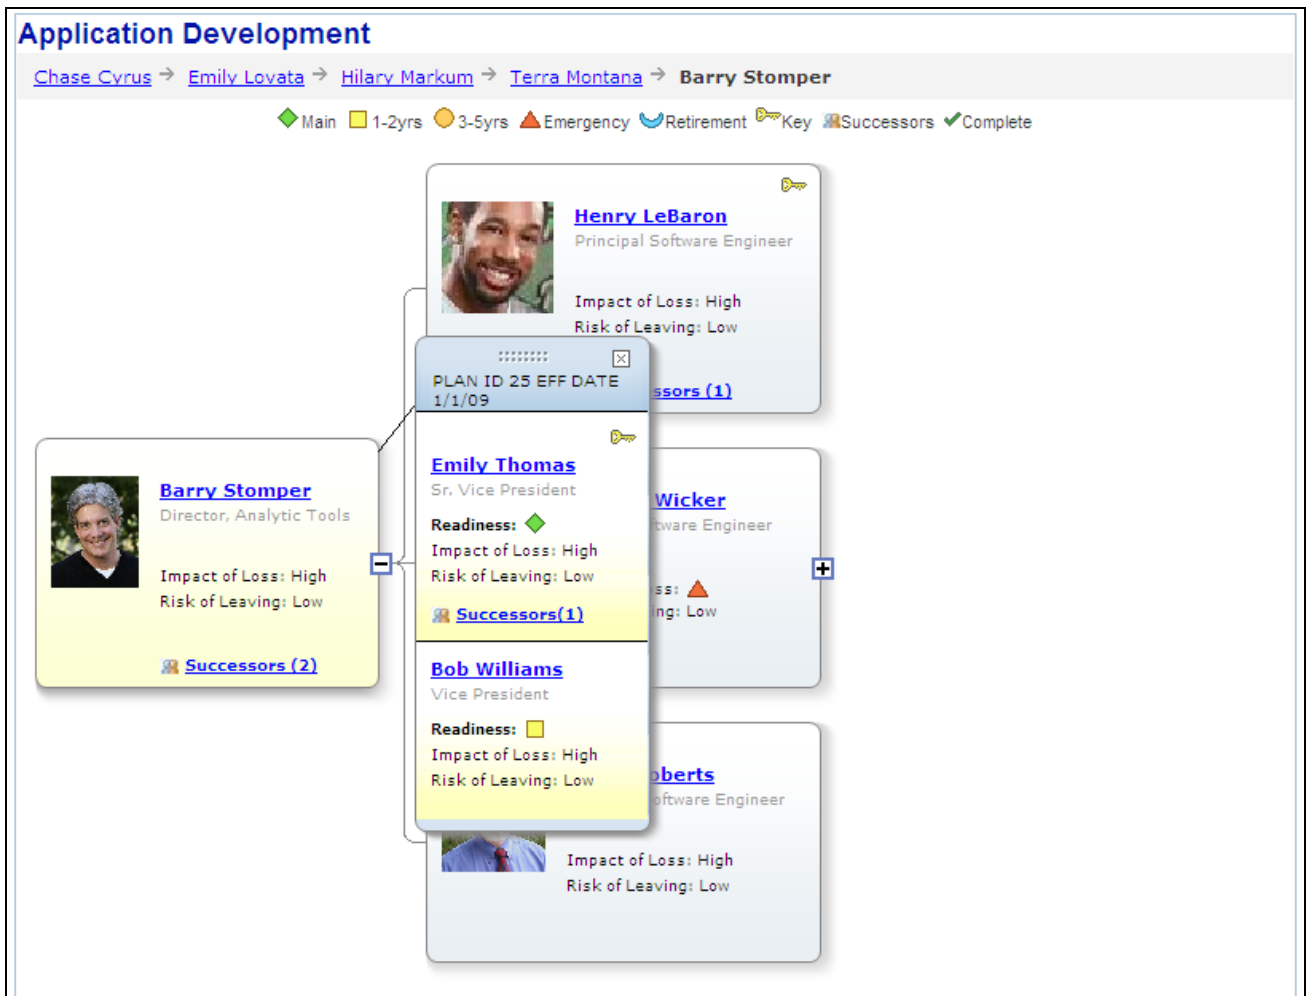 Application Development
Chase Cyrus Emily Lovata Hilary Markum Terra Montana Barry Stomper
Main 1-2yrs 3-5yrs Emergency Retirement Key Successors Complete
Henry LeBaron
Principal Software Engineer
Impact of Loss: High
Risk of Leaving: Low
ssors (1)
PLAN ID 25 EFF DATE
1/1/09
Emily Thomas
Sr. Vice President
Readiness:
Impact of Loss: High
Risk of Leaving: Low
Successors(1)
Bob Williams
Vice President
Readiness:
Impact of Loss: High
Risk of Leaving: Low
Barry Stomper
Director, Analytic Tools
Impact of Loss: High
Risk of Leaving: Low
Successors (2)
Wicker
tware Engineer
ss:
ing: Low
oberts
oftware Engineer
Impact of Loss: High
Risk of Leaving: Low